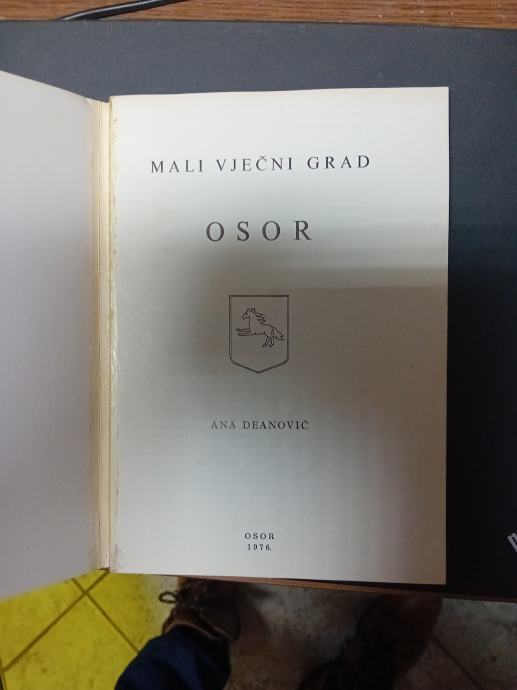 MALI VJEČNI GRAD
OSOR
ANA DEANOVIĆ
OSOR
1976.